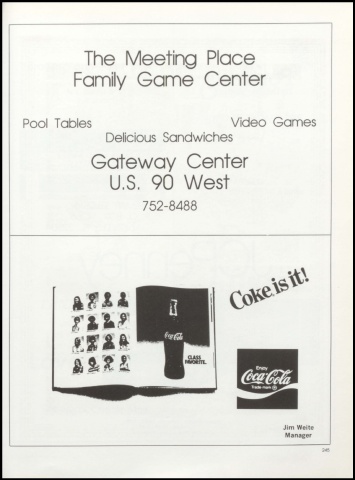 The Meeting Place
Family Game Center
Pool Tables
Video Games
Delicious Sandwiches
Gateway Center
U.S. 90 West
752-8488
Coke is it!
Coca-Cola
CLASS
FAVORITE.
Enjoy
Coca-Cola
Trade-mark ®
Jim Weite
Manager